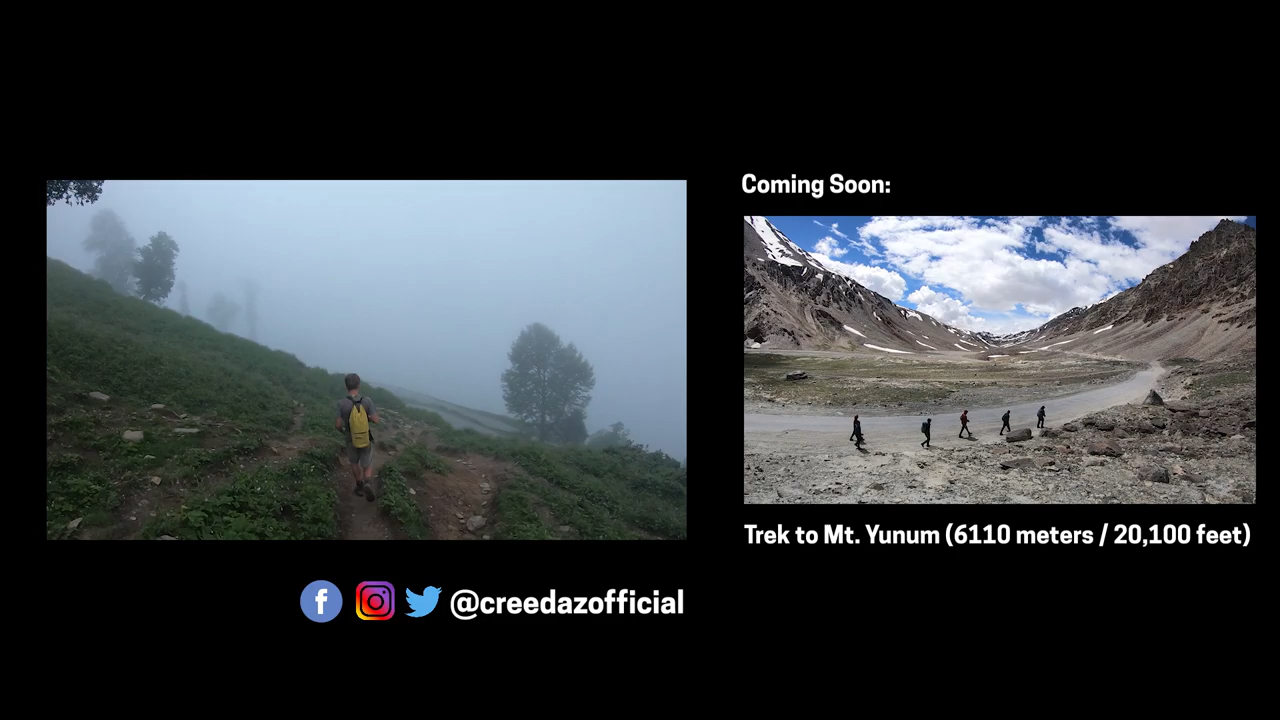 Coming Soon:
Trek to Mt. Yunum (6110 meters / 20,100 feet)
@creedazofficial